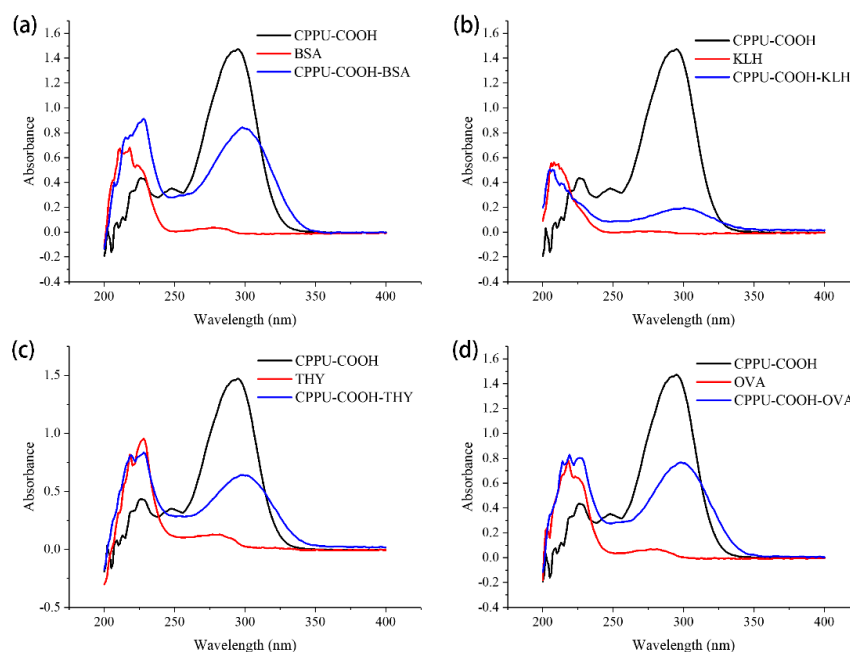 (a)
CPPU-COOH
BSA
CPPU-COOH-BSA
1.6
1.4
1.2
1.0
0.8
0.6
0.4
0.2
0.0
-0.2
0.4
Absorbance
200 250 300 350 400
Wavelength (nm)
(b)
CPPU-COOH
KLH
CPPU-COOH-KLH
1.6
1.4
1.2
1.0
0.8
0.6
0.4
0.2
0.0
-0.2
-0.4
Absorbance
200 250 300 350 400
Wavelength (nm)
(c)
CPPU-COOH
THY
CPPU-COOH-THY
1.5
1.0
0.5
0.0
-0.5
Absorbance
200 250 300 350 400
Wavelength (nm)
(d)
CPPU-COOH
OVA
CPPU-COOH-OVA
1.6
1.4
1.2
1.0
0.8
0.6
0.4
0.2
0.0
-0.2
-0.4
Absorbance
200 250 300 350 400
Wavelength (nm)